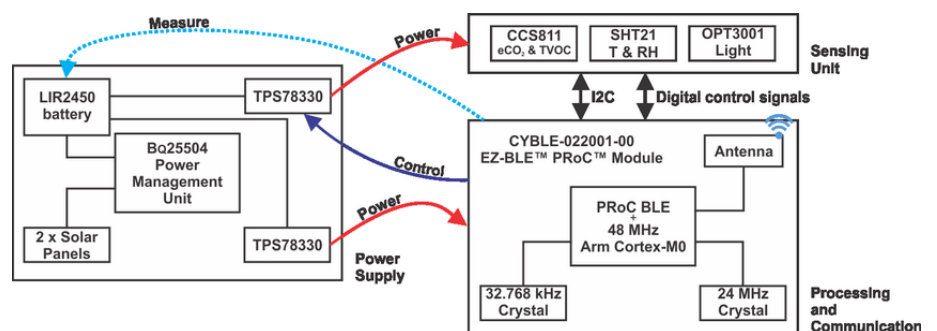 Measure
Power
CCS811
eCO₂ & TVOC
SHT21
T & RH
OPT3001
Light
Sensing
Unit
I2C
Digital control signals
LIR2450
battery
TPS78330
BQ25504
Power
Management
Unit
2 x Solar
Panels
TPS78330
Power
Supply
Control
Power
CYBLE-022001-00
EZ-BLE™ PRoC™ Module
Antenna
PRoC BLE
+
48 MHz
Arm Cortex-M0
32.768 kHz
Crystal
24 MHz
Crystal
Processing
and
Communication